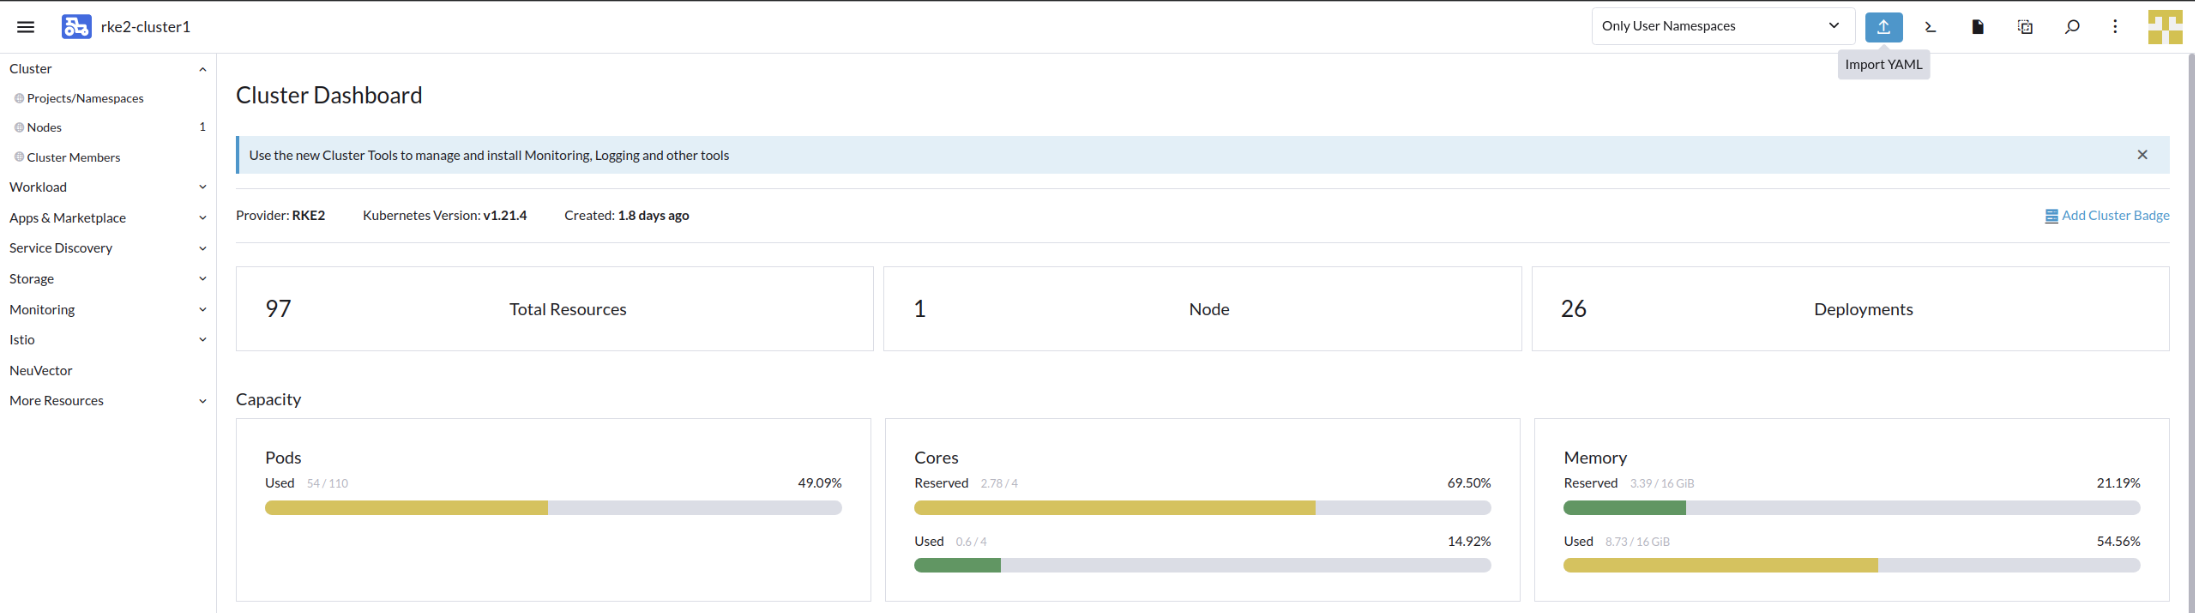 rke2-cluster1
Only User Namespaces
Import YAML
Cluster
Projects/Namespaces
Nodes 1
Cluster Members
Workload
Apps & Marketplace
Service Discovery
Storage
Monitoring
Istio
NeuVector
More Resources
Cluster Dashboard
Use the new Cluster Tools to manage and install Monitoring, Logging and other tools
Provider: RKE2 Kubernetes Version: v1.21.4 Created: 1.8 days ago Add Cluster Badge
97 Total Resources 1 Node 26 Deployments
Capacity
Pods
Used 54 / 110 49.09%
Cores
Reserved 2.78 / 4 69.50%
Used 0.6 / 4 14.92%
Memory
Reserved 3.39 / 16 GiB 21.19%
Used 8.73 / 16 GiB 54.56%